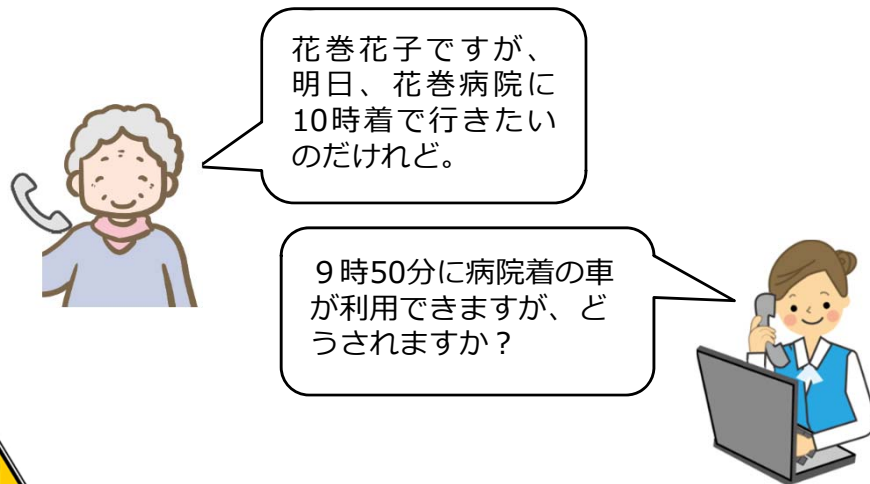 花巻花子ですが、
明日、花巻病院に
10時着で行きたい
のだけれど。
９時50分に病院着の車
が利用できますが、ど
うされますか？